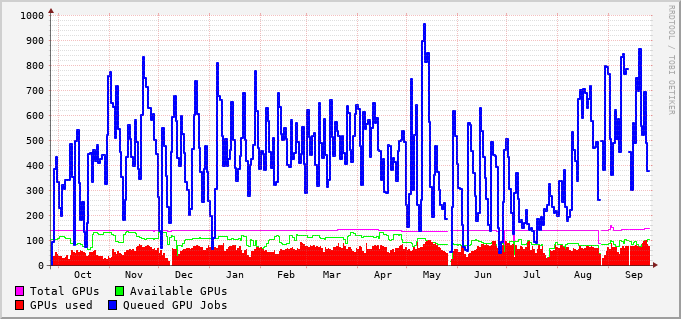 1000
900
800
700
600
500
400
300
200
100
0
Oct Nov Dec Jan Feb Mar Apr May Jun Jul Aug Sep
Total GPUs Available GPUs
GPUs used Queued GPU Jobs
RRDTOOL / TOBI OETIKER